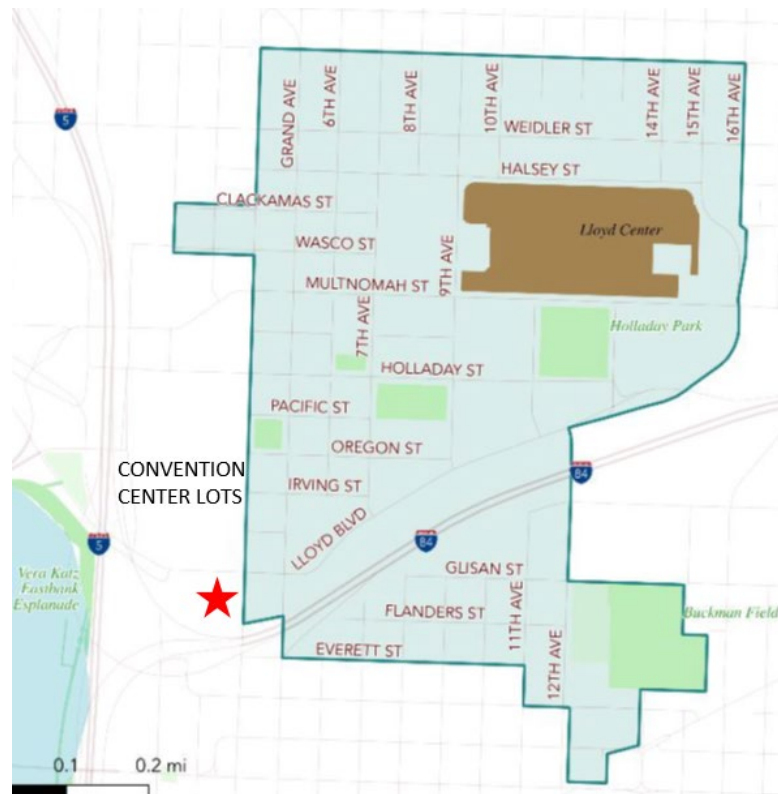 5
GRAND AVE
6TH AVE
8TH AVE
10TH AVE
WEIDLER ST
14TH AVE
15TH AVE
16TH AVE
HALSEY ST
CLACKAMAS ST
Lloyd Center
WASCO ST
9TH AVE
MULTNOMAH ST
7TH AVE
Holladay Park
HOLLADAY ST
PACIFIC ST
OREGON ST
CONVENTION
CENTER LOTS
84
IRVING ST
LLOYD BLVD
5
84
Vera Katz
Eastbank
Esplanade
GLISAN ST
FLANDERS ST
11TH AVE
Buckman Field
EVERETT ST
12TH AVE
0.1
0.2 mi